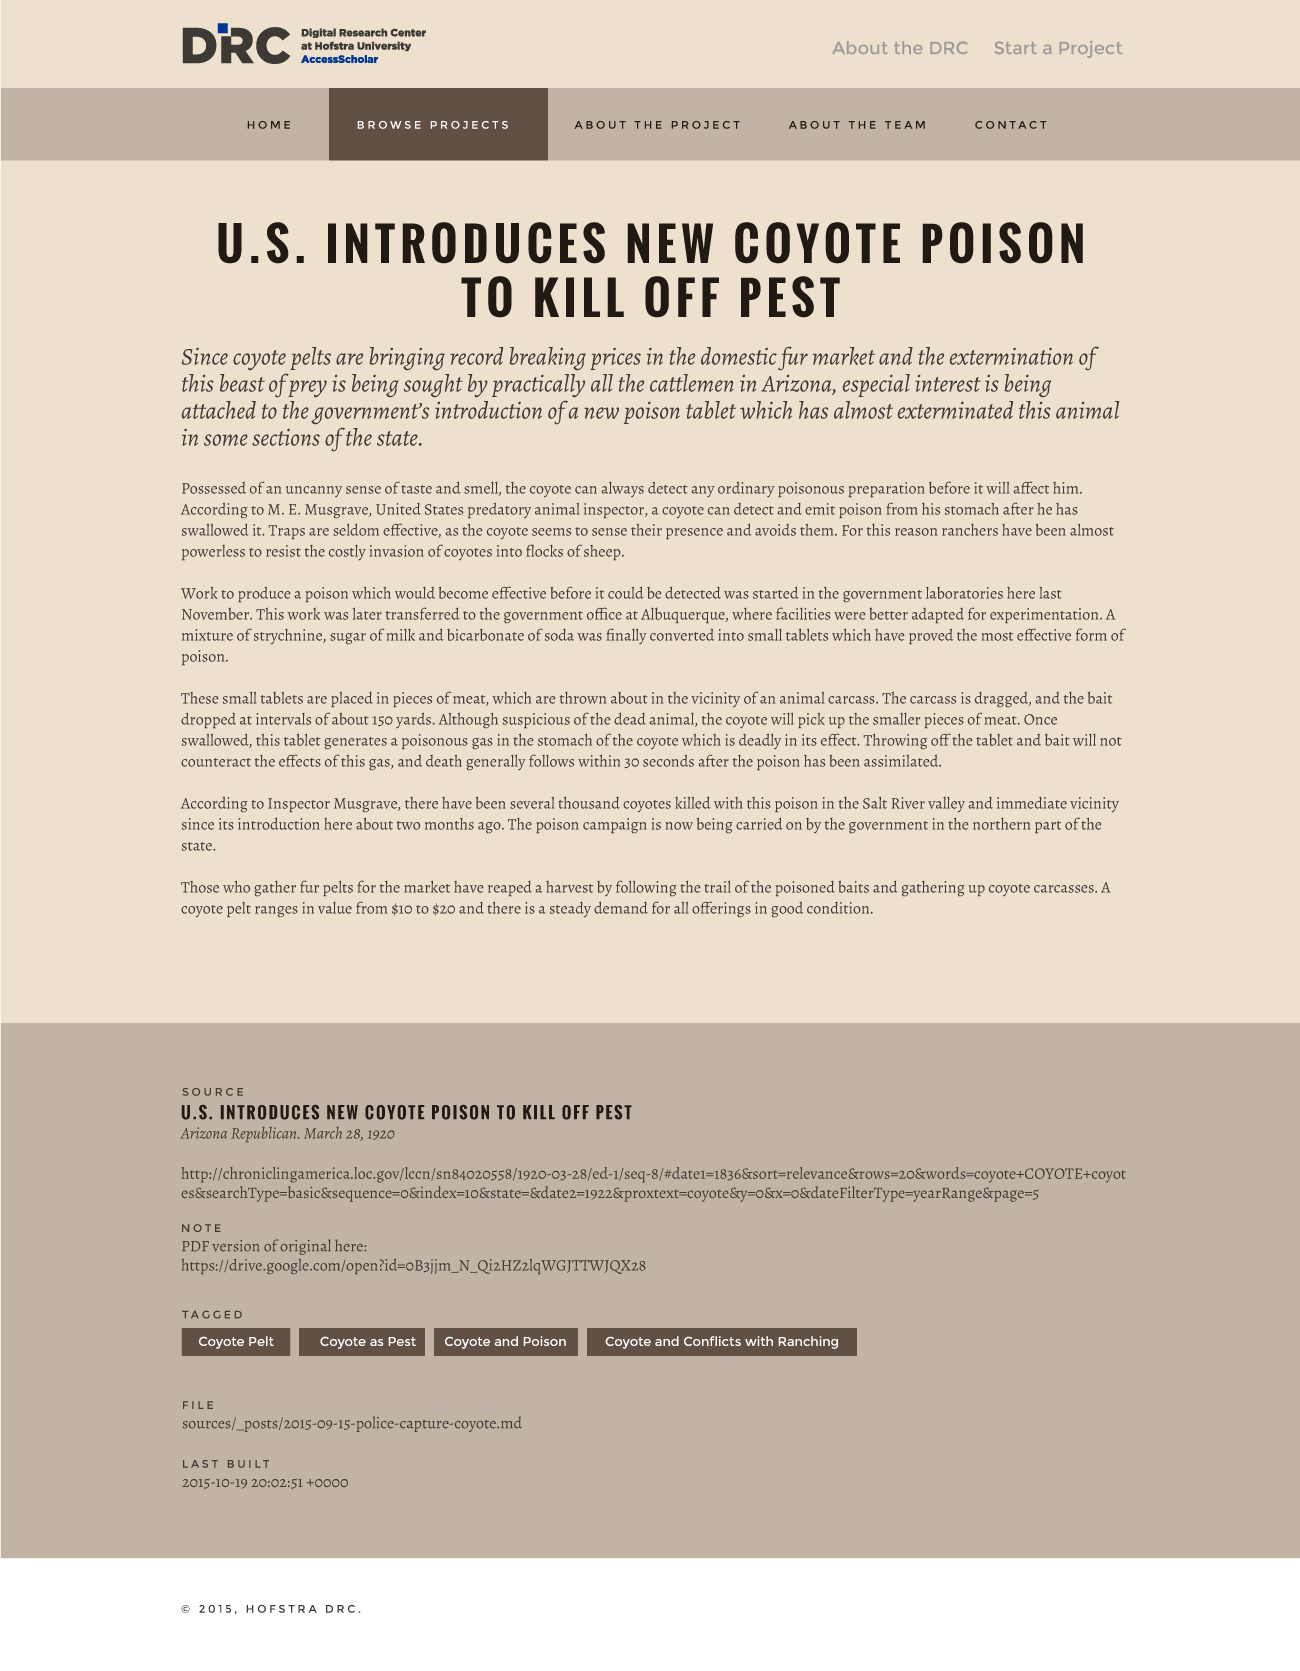 DRC
Digital Research Center
at Hofstra University
AccessScholar
About the DRC Start a Project
HOME BROWSE PROJECTS ABOUT THE PROJECT ABOUT THE TEAM CONTACT
U.S. INTRODUCES NEW COYOTE POISON
TO KILL OFF PEST
Since coyote pelts are bringing record breaking prices in the domestic fur market and the extermination of
this beast of prey is being sought by practically all the cattlemen in Arizona, especial interest is being
attached to the government's introduction of a new poison tablet which has almost exterminated this animal
in some sections of the state.
Possessed of an uncanny sense of taste and smell, the coyote can always detect any ordinary poisonous preparation before it will affect him.
According to M. E. Musgrave, United States predatory animal inspector, a coyote can detect and emit poison from his stomach after he has
swallowed it. Traps are seldom effective, as the coyote seems to sense their presence and avoids them. For this reason ranchers have been almost
powerless to resist the costly invasion of coyotes into flocks of sheep.
Work to produce a poison which would become effective before it could be detected was started in the government laboratories here last
November. This work was later transferred to the government office at Albuquerque, where facilities were better adapted for experimentation. A
mixture of strychnine, sugar of milk and bicarbonate of soda was finally converted into small tablets which have proved the most effective form of
poison.
These small tablets are placed in pieces of meat, which are thrown about in the vicinity of an animal carcass. The carcass is dragged, and the bait
dropped at intervals of about 150 yards. Although suspicious of the dead animal, the coyote will pick up the smaller pieces of meat. Once
swallowed, this tablet generates a poisonous gas in the stomach of the coyote which is deadly in its effect. Throwing off the tablet and bait will not
counteract the effects of this gas, and death generally follows within 30 seconds after the poison has been assimilated.
According to Inspector Musgrave, there have been several thousand coyotes killed with this poison in the Salt River valley and immediate vicinity
since its introduction here about two months ago. The poison campaign is now being carried on by the government in the northern part of the
state.
Those who gather fur pelts for the market have reaped a harvest by following the trail of the poisoned baits and gathering up coyote carcasses. A
coyote pelt ranges in value from $10 to $20 and there is a steady demand for all offerings in good condition.
SOURCE
U.S. INTRODUCES NEW COYOTE POISON TO KILL OFF PEST
Arizona Republican. March 28, 1920
http://chroniclingamerica.loc.gov/lccn/sn84020558/1920-03-28/ed-1/seq-8/#date1=1836&sort=relevance&rows=20&words=coyote+COYOTE+coyot
es&searchType=basic&sequence=0&index=10&state=&date2=1922&proxtext=coyote&y=0&x=0&dateFilterType=yearRange&page=5
NOTE
PDF version of original here:
https://drive.google.com/open?id=0B3jjm_N_Qi2HZ2lqWGJTTWJQX28
TAGGED
Coyote Pelt Coyote as Pest Coyote and Poison Coyote and Conflicts with Ranching
FILE
sources/_posts/2015-09-15-police-capture-coyote.md
LAST BUILT
2015-10-19 20:02:51 +0000
© 2015, HOFSTRA DRC.